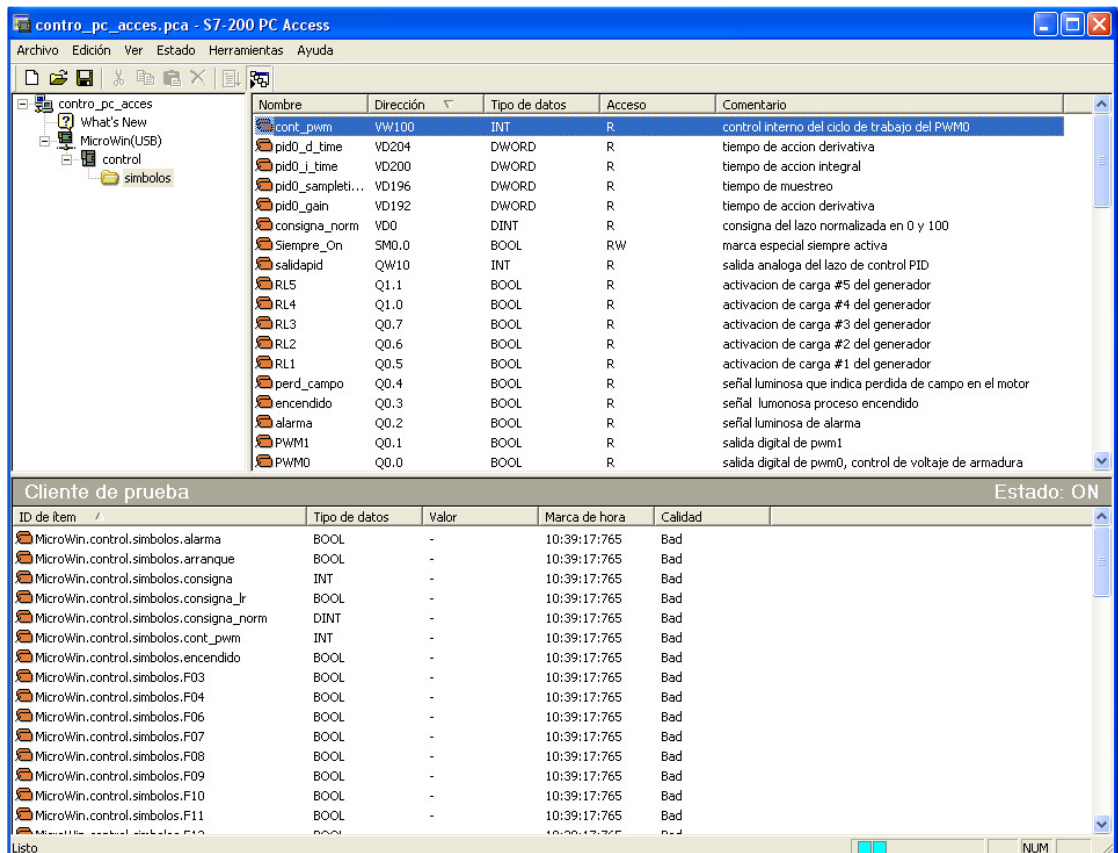 contro_pc_acces.pca - S7-200 PC Access
Archivo Edición Ver Estado Herramientas Ayuda
contro_pc_acces
What's New
MicroWin(USB)
control
simbolos
Nombre Dirección Tipo de datos Acceso Comentario
cont_pwm VW100 INT R control interno del ciclo de trabajo del PWM0
pid0_d_time VD204 DWORD R tiempo de accion derivativa
pid0_i_time VD200 DWORD R tiempo de accion integral
pid0_sampleti... VD196 DWORD R tiempo de muestreo
pid0_gain VD192 DWORD R tiempo de accion derivativa
consigna_norm VD0 DINT R consigna del lazo normalizada en 0 y 100
Siempre_On SM0.0 BOOL RW marca especial siempre activa
salidapid QW10 INT R salida analoga del lazo de control PID
RL5 Q1.1 BOOL R activacion de carga #5 del generador
RL4 Q1.0 BOOL R activacion de carga #4 del generador
RL3 Q0.7 BOOL R activacion de carga #3 del generador
RL2 Q0.6 BOOL R activacion de carga #2 del generador
RL1 Q0.5 BOOL R activacion de carga #1 del generador
perd_campo Q0.4 BOOL R señal luminosa que indica perdida de campo en el motor
encendido Q0.3 BOOL R señal lumonosa proceso encendido
alarma Q0.2 BOOL R señal luminosa de alarma
PWM1 Q0.1 BOOL R salida digital de pwm1
PWM0 Q0.0 BOOL R salida digital de pwm0, control de voltaje de armadura
Cliente de prueba Estado: ON
ID de ítem Tipo de datos Valor Marca de hora Calidad
MicroWin.control.simbolos.alarma BOOL - 10:39:17:765 Bad
MicroWin.control.simbolos.arranque BOOL - 10:39:17:765 Bad
MicroWin.control.simbolos.consigna INT - 10:39:17:765 Bad
MicroWin.control.simbolos.consigna_lr BOOL - 10:39:17:765 Bad
MicroWin.control.simbolos.consigna_norm DINT - 10:39:17:765 Bad
MicroWin.control.simbolos.cont_pwm INT - 10:39:17:765 Bad
MicroWin.control.simbolos.encendido BOOL - 10:39:17:765 Bad
MicroWin.control.simbolos.F03 BOOL - 10:39:17:765 Bad
MicroWin.control.simbolos.F04 BOOL - 10:39:17:765 Bad
MicroWin.control.simbolos.F06 BOOL - 10:39:17:765 Bad
MicroWin.control.simbolos.F07 BOOL - 10:39:17:765 Bad
MicroWin.control.simbolos.F08 BOOL - 10:39:17:765 Bad
MicroWin.control.simbolos.F09 BOOL - 10:39:17:765 Bad
MicroWin.control.simbolos.F10 BOOL - 10:39:17:765 Bad
MicroWin.control.simbolos.F11 BOOL - 10:39:17:765 Bad
Listo NUM